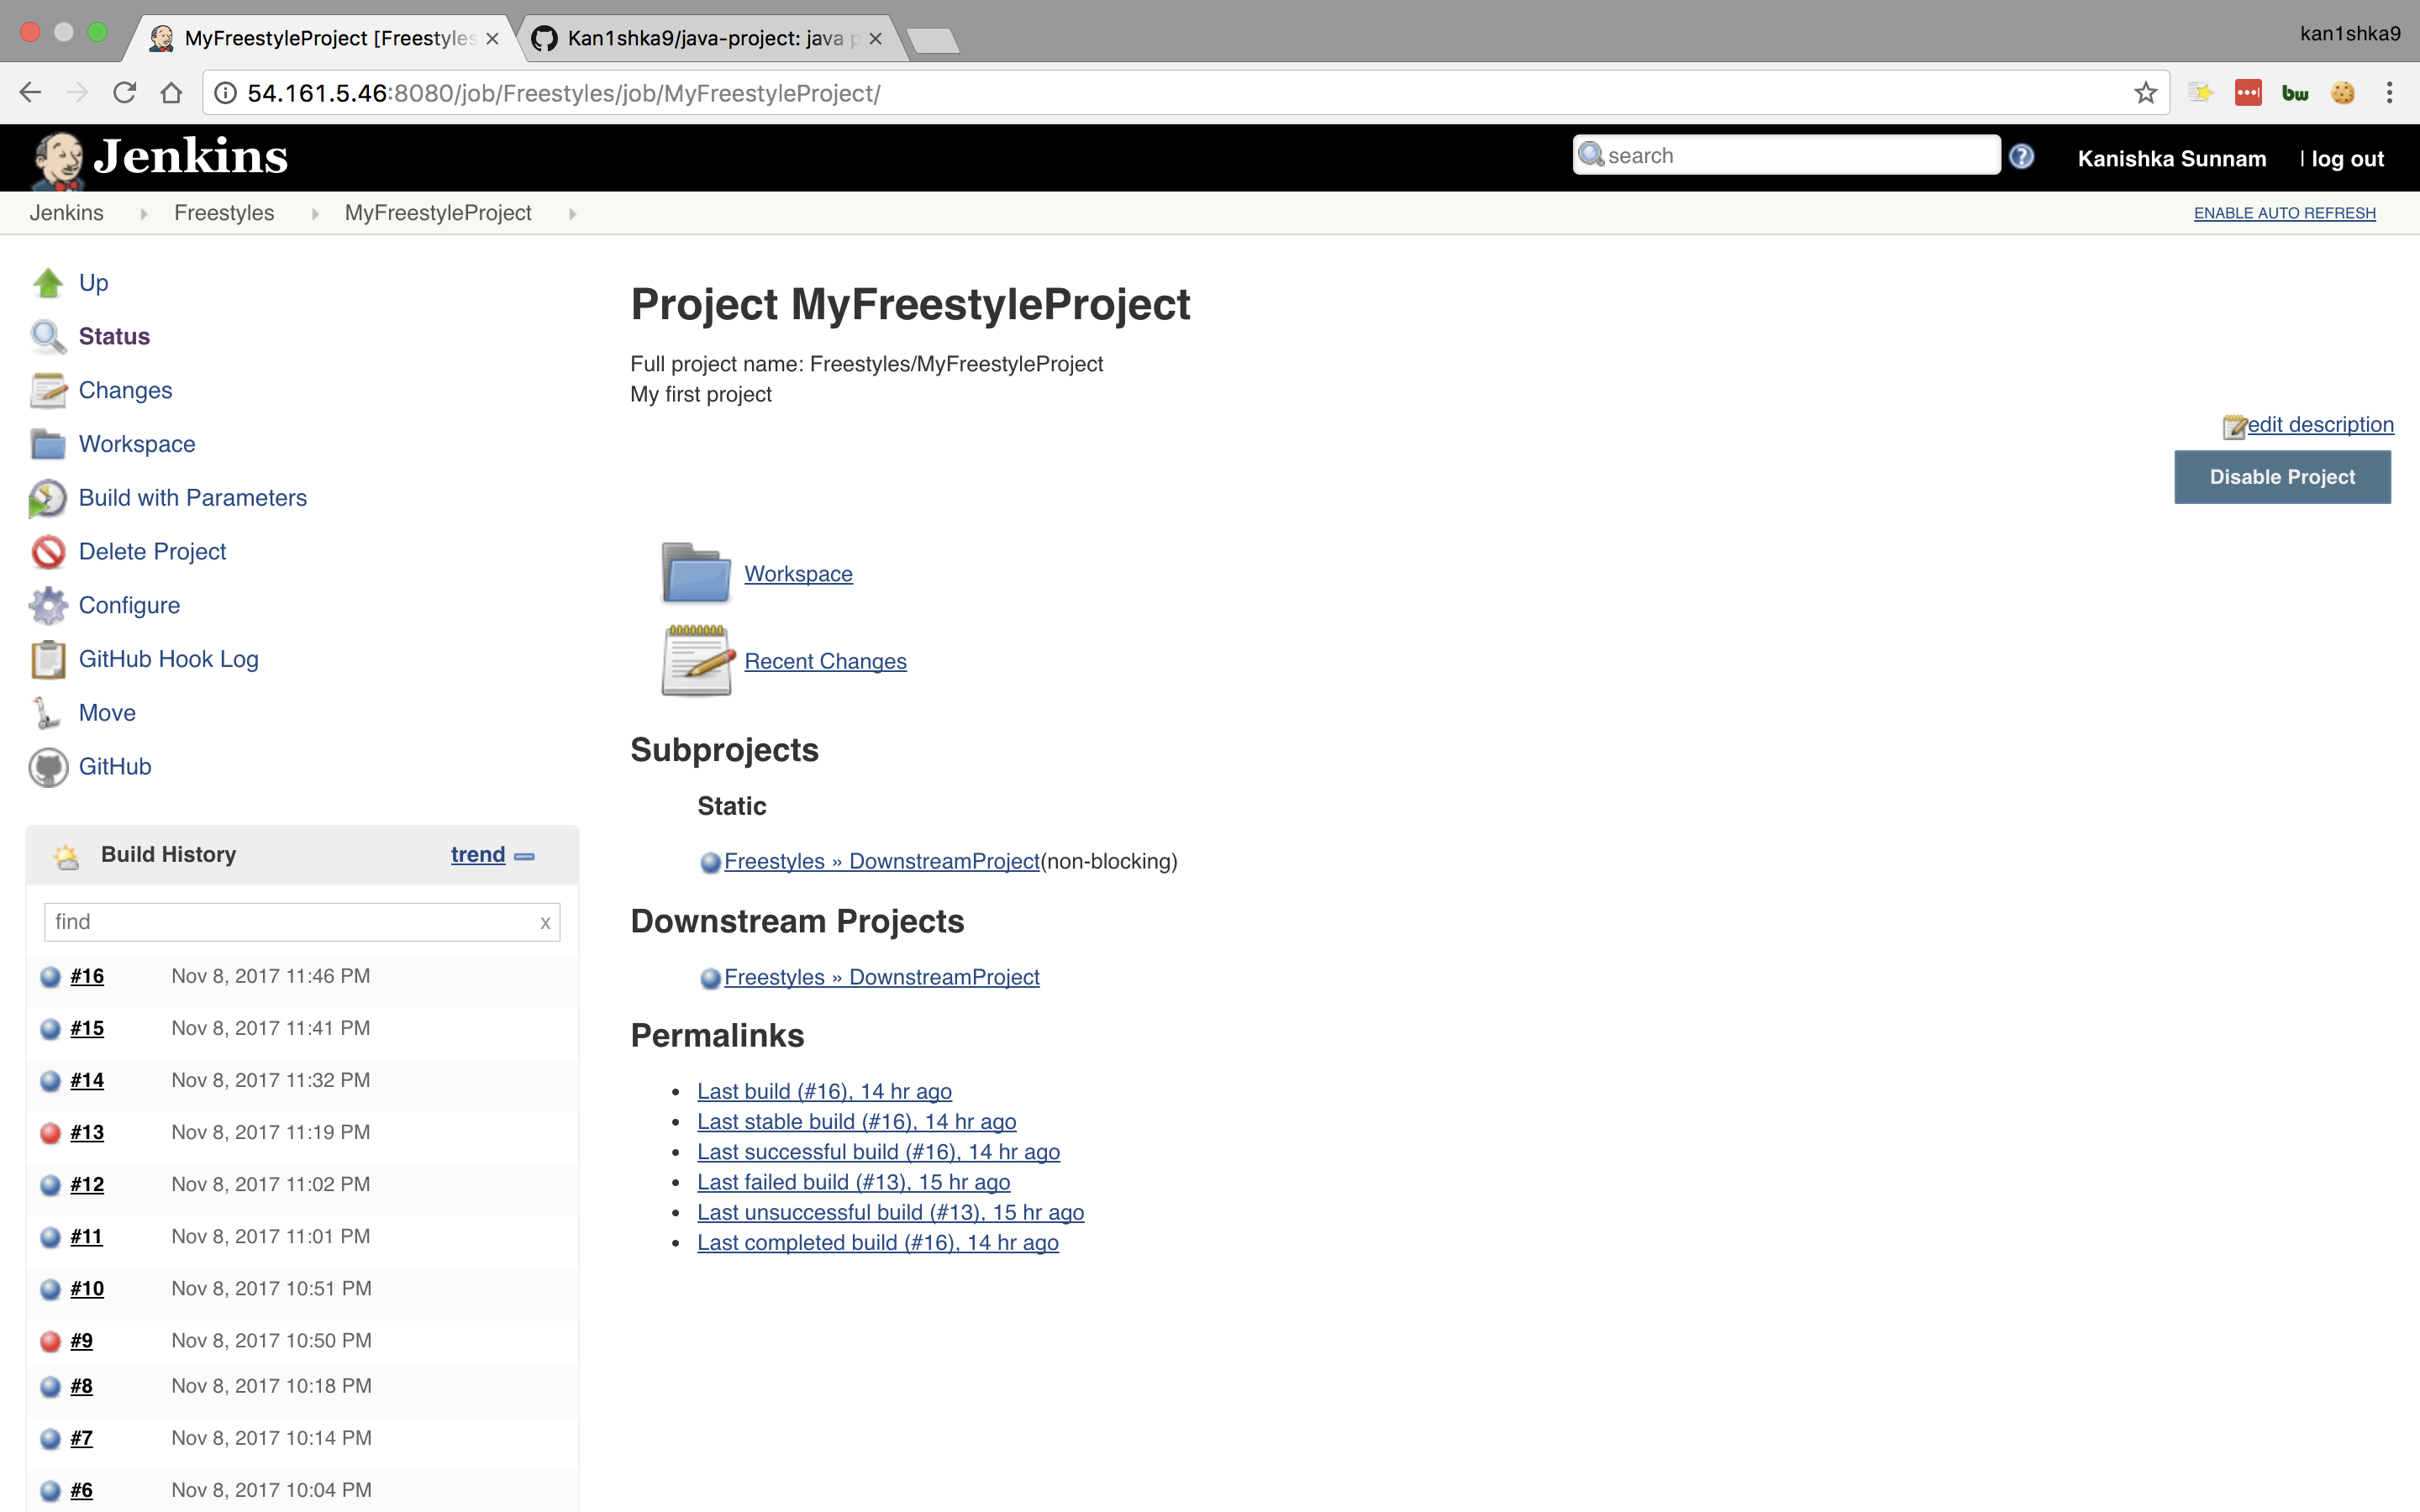 MyFreestyleProject [Freestyles
Kan1shka9/java-project: java p
kan1shka9
54.161.5.46:8080/job/Freestyles/job/MyFreestyleProject/
bw
Jenkins
search
Kanishka Sunnam | log out
Jenkins Freestyles MyFreestyleProject
ENABLE AUTO REFRESH
Up
Status
Changes
Workspace
Build with Parameters
Delete Project
Configure
GitHub Hook Log
Move
GitHub
Build History trend
find x
#16 Nov 8, 2017 11:46 PM
#15 Nov 8, 2017 11:41 PM
#14 Nov 8, 2017 11:32 PM
#13 Nov 8, 2017 11:19 PM
#12 Nov 8, 2017 11:02 PM
#11 Nov 8, 2017 11:01 PM
#10 Nov 8, 2017 10:51 PM
#9 Nov 8, 2017 10:50 PM
#8 Nov 8, 2017 10:18 PM
#7 Nov 8, 2017 10:14 PM
#6 Nov 8, 2017 10:04 PM
Project MyFreestyleProject
Full project name: Freestyles/MyFreestyleProject
My first project
edit description
Disable Project
Workspace
Recent Changes
Subprojects
Static
Freestyles » DownstreamProject(non-blocking)
Downstream Projects
Freestyles » DownstreamProject
Permalinks
• Last build (#16), 14 hr ago
• Last stable build (#16), 14 hr ago
• Last successful build (#16), 14 hr ago
• Last failed build (#13), 15 hr ago
• Last unsuccessful build (#13), 15 hr ago
• Last completed build (#16), 14 hr ago